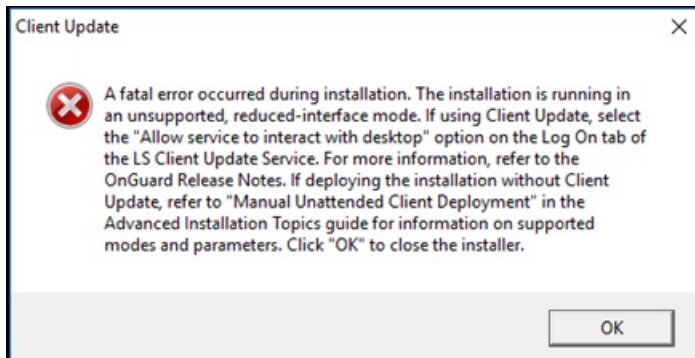 Client Update
A fatal error occurred during installation. The installation is running in
an unsupported, reduced-interface mode. If using Client Update, select
the "Allow service to interact with desktop" option on the Log On tab of
the LS Client Update Service. For more information, refer to the
OnGuard Release Notes. If deploying the installation without Client
Update, refer to "Manual Unattended Client Deployment" in the
Advanced Installation Topics guide for information on supported
modes and parameters. Click "OK" to close the installer.
OK